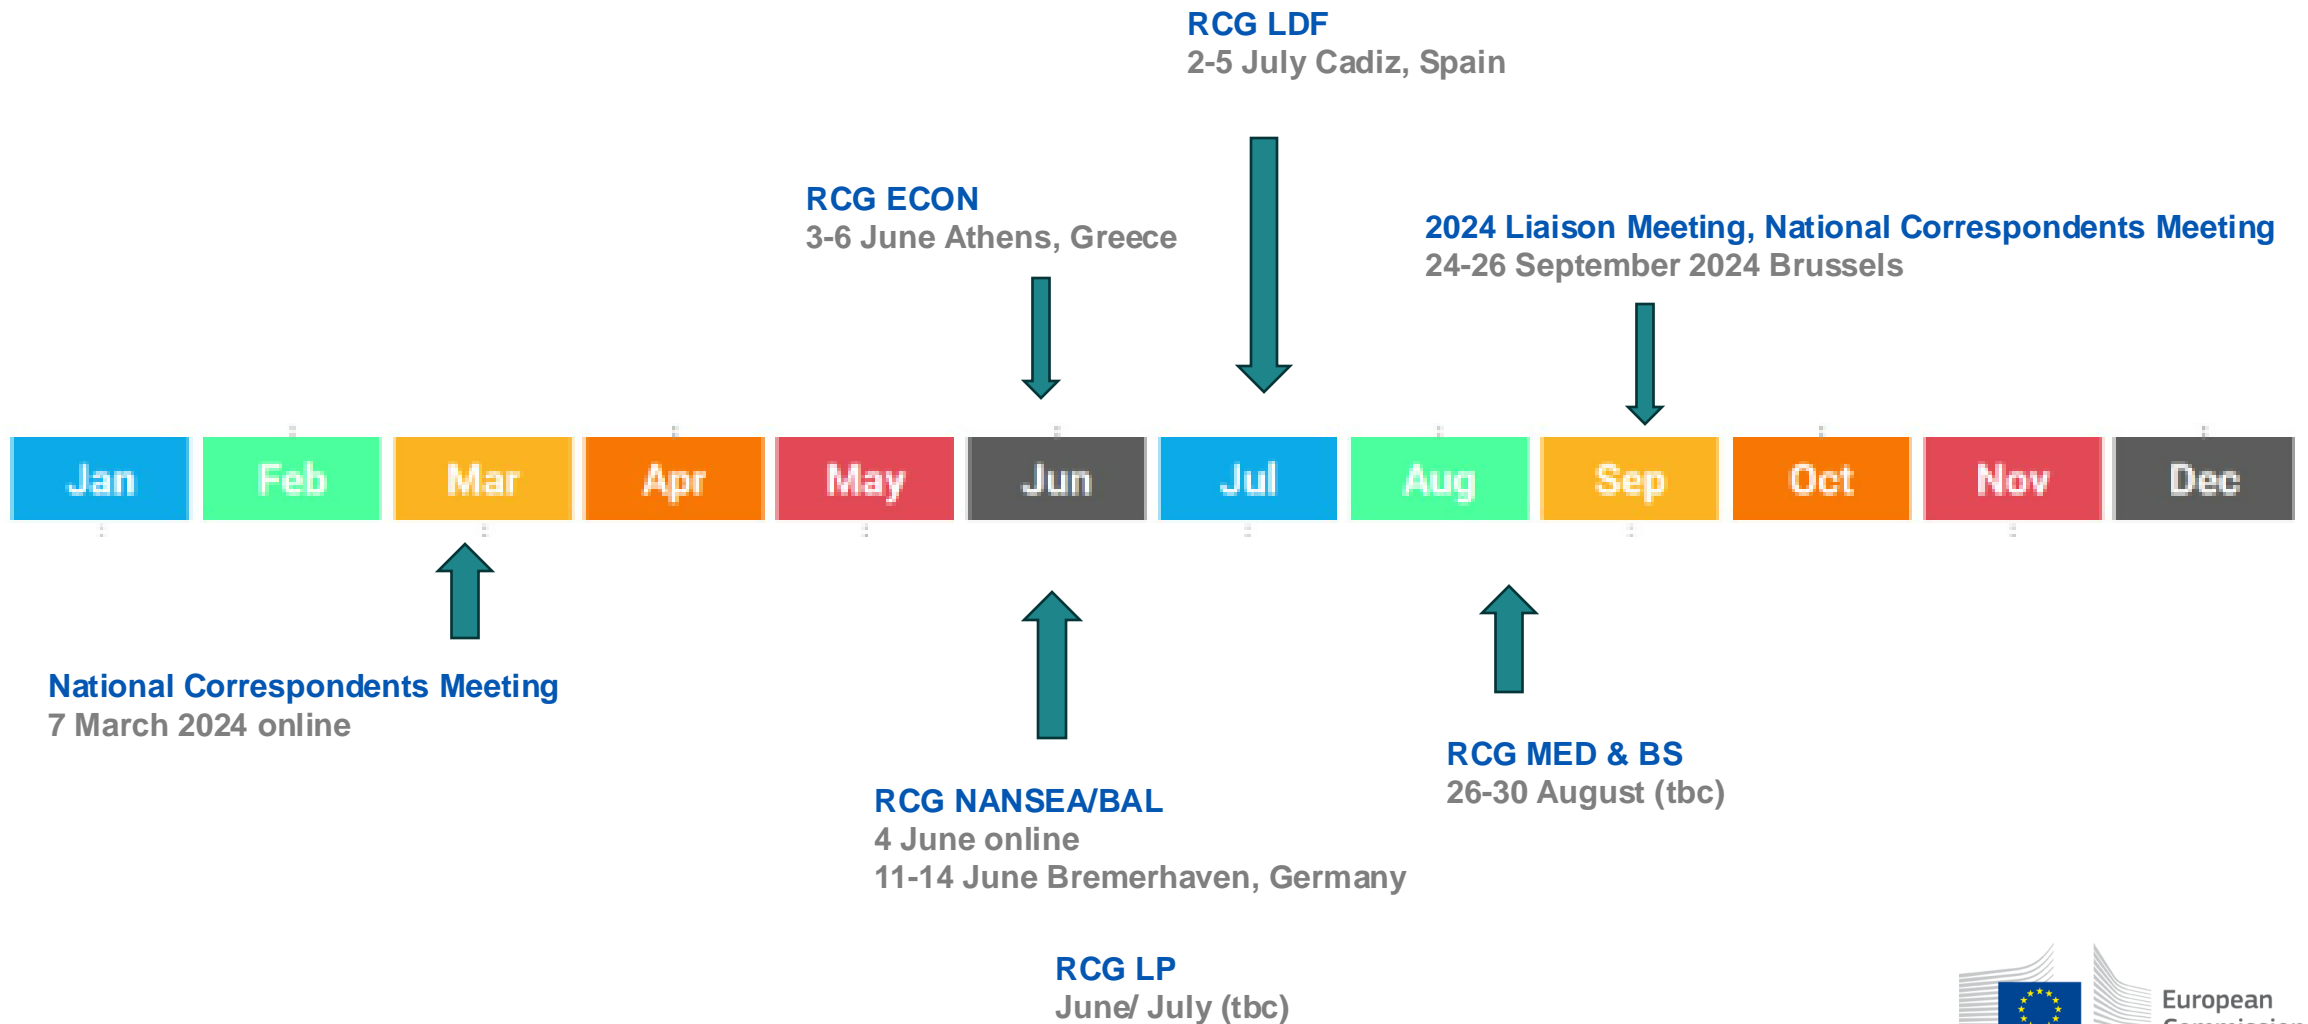 RCG LDF
2-5 July Cadiz, Spain
RCG ECON
3-6 June Athens, Greece
2024 Liaison Meeting, National Correspondents Meeting
24-26 September 2024 Brussels
Jan
Feb
Mar
Apr
May
Jun
Jul
Aug
Sep
Oct
Nov
Dec
National Correspondents Meeting
7 March 2024 online
RCG NANSEA/BAL
4 June online
11-14 June Bremerhaven, Germany
RCG MED & BS
26-30 August (tbc)
RCG LP
June/ July (tbc)
European
Commission